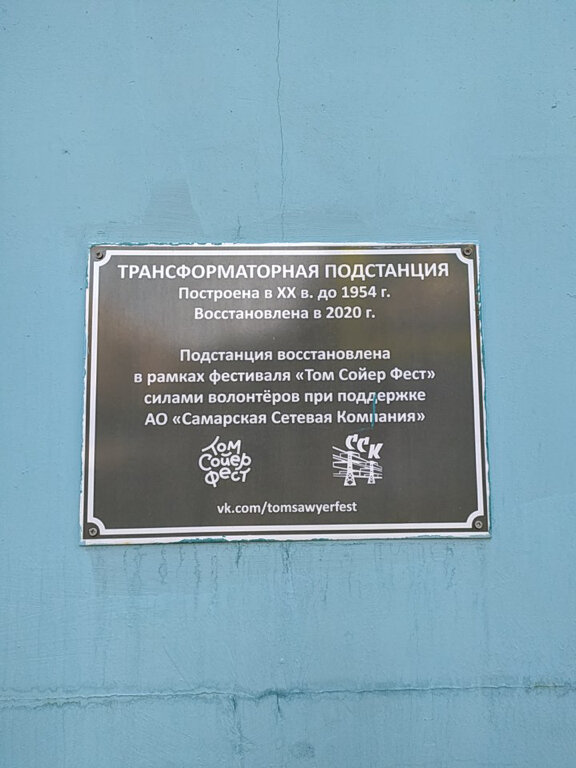 ТРАНСФОРМАТОРНАЯ ПОДСТАНЦИЯ
Построена в XX в. до 1954 г.
Восстановлена в 2020 г.
Подстанция восстановлена
в рамках фестиваля «Том Сойер Фест»
силами волонтёров при поддержке
АО «Самарская Сетевая Компания»
Том
Сойер
Фест
ССК
vk.com/tomsawyerfest